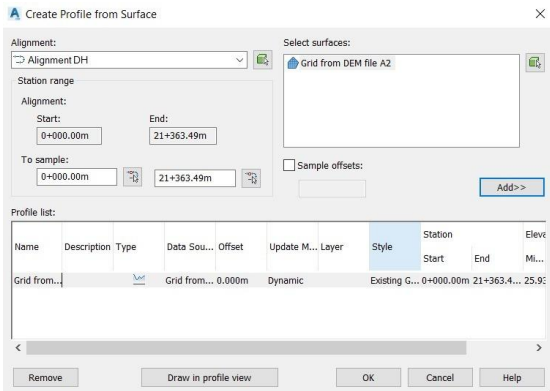 Create Profile from Surface
Alignment:
Alignment DH
Station range
Alignment:
Start:
End:
0+000.00m
21+363.49m
To sample:
0+000.00m
21+363.49m
Select surfaces:
Grid from DEM file A2
Sample offsets:
Add>>
Profile list:
Name Description Type Data Sou... Offset Update M... Layer Style Station Start End Eleva Mi...
Grid from... Grid from... 0.000m Dynamic Existing G... 0+000.00m 21+363.4... 25.93
Remove Draw in profile view OK Cancel Help